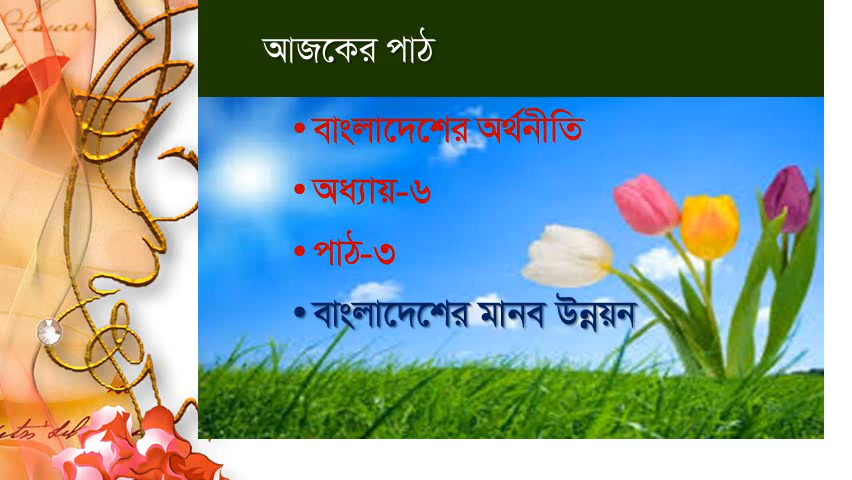 আজকের পাঠ
• বাংলাদেশের অর্থনীতি
• অধ্যায়-৬
• পাঠ-৩
• বাংলাদেশের মানব উন্নয়ন